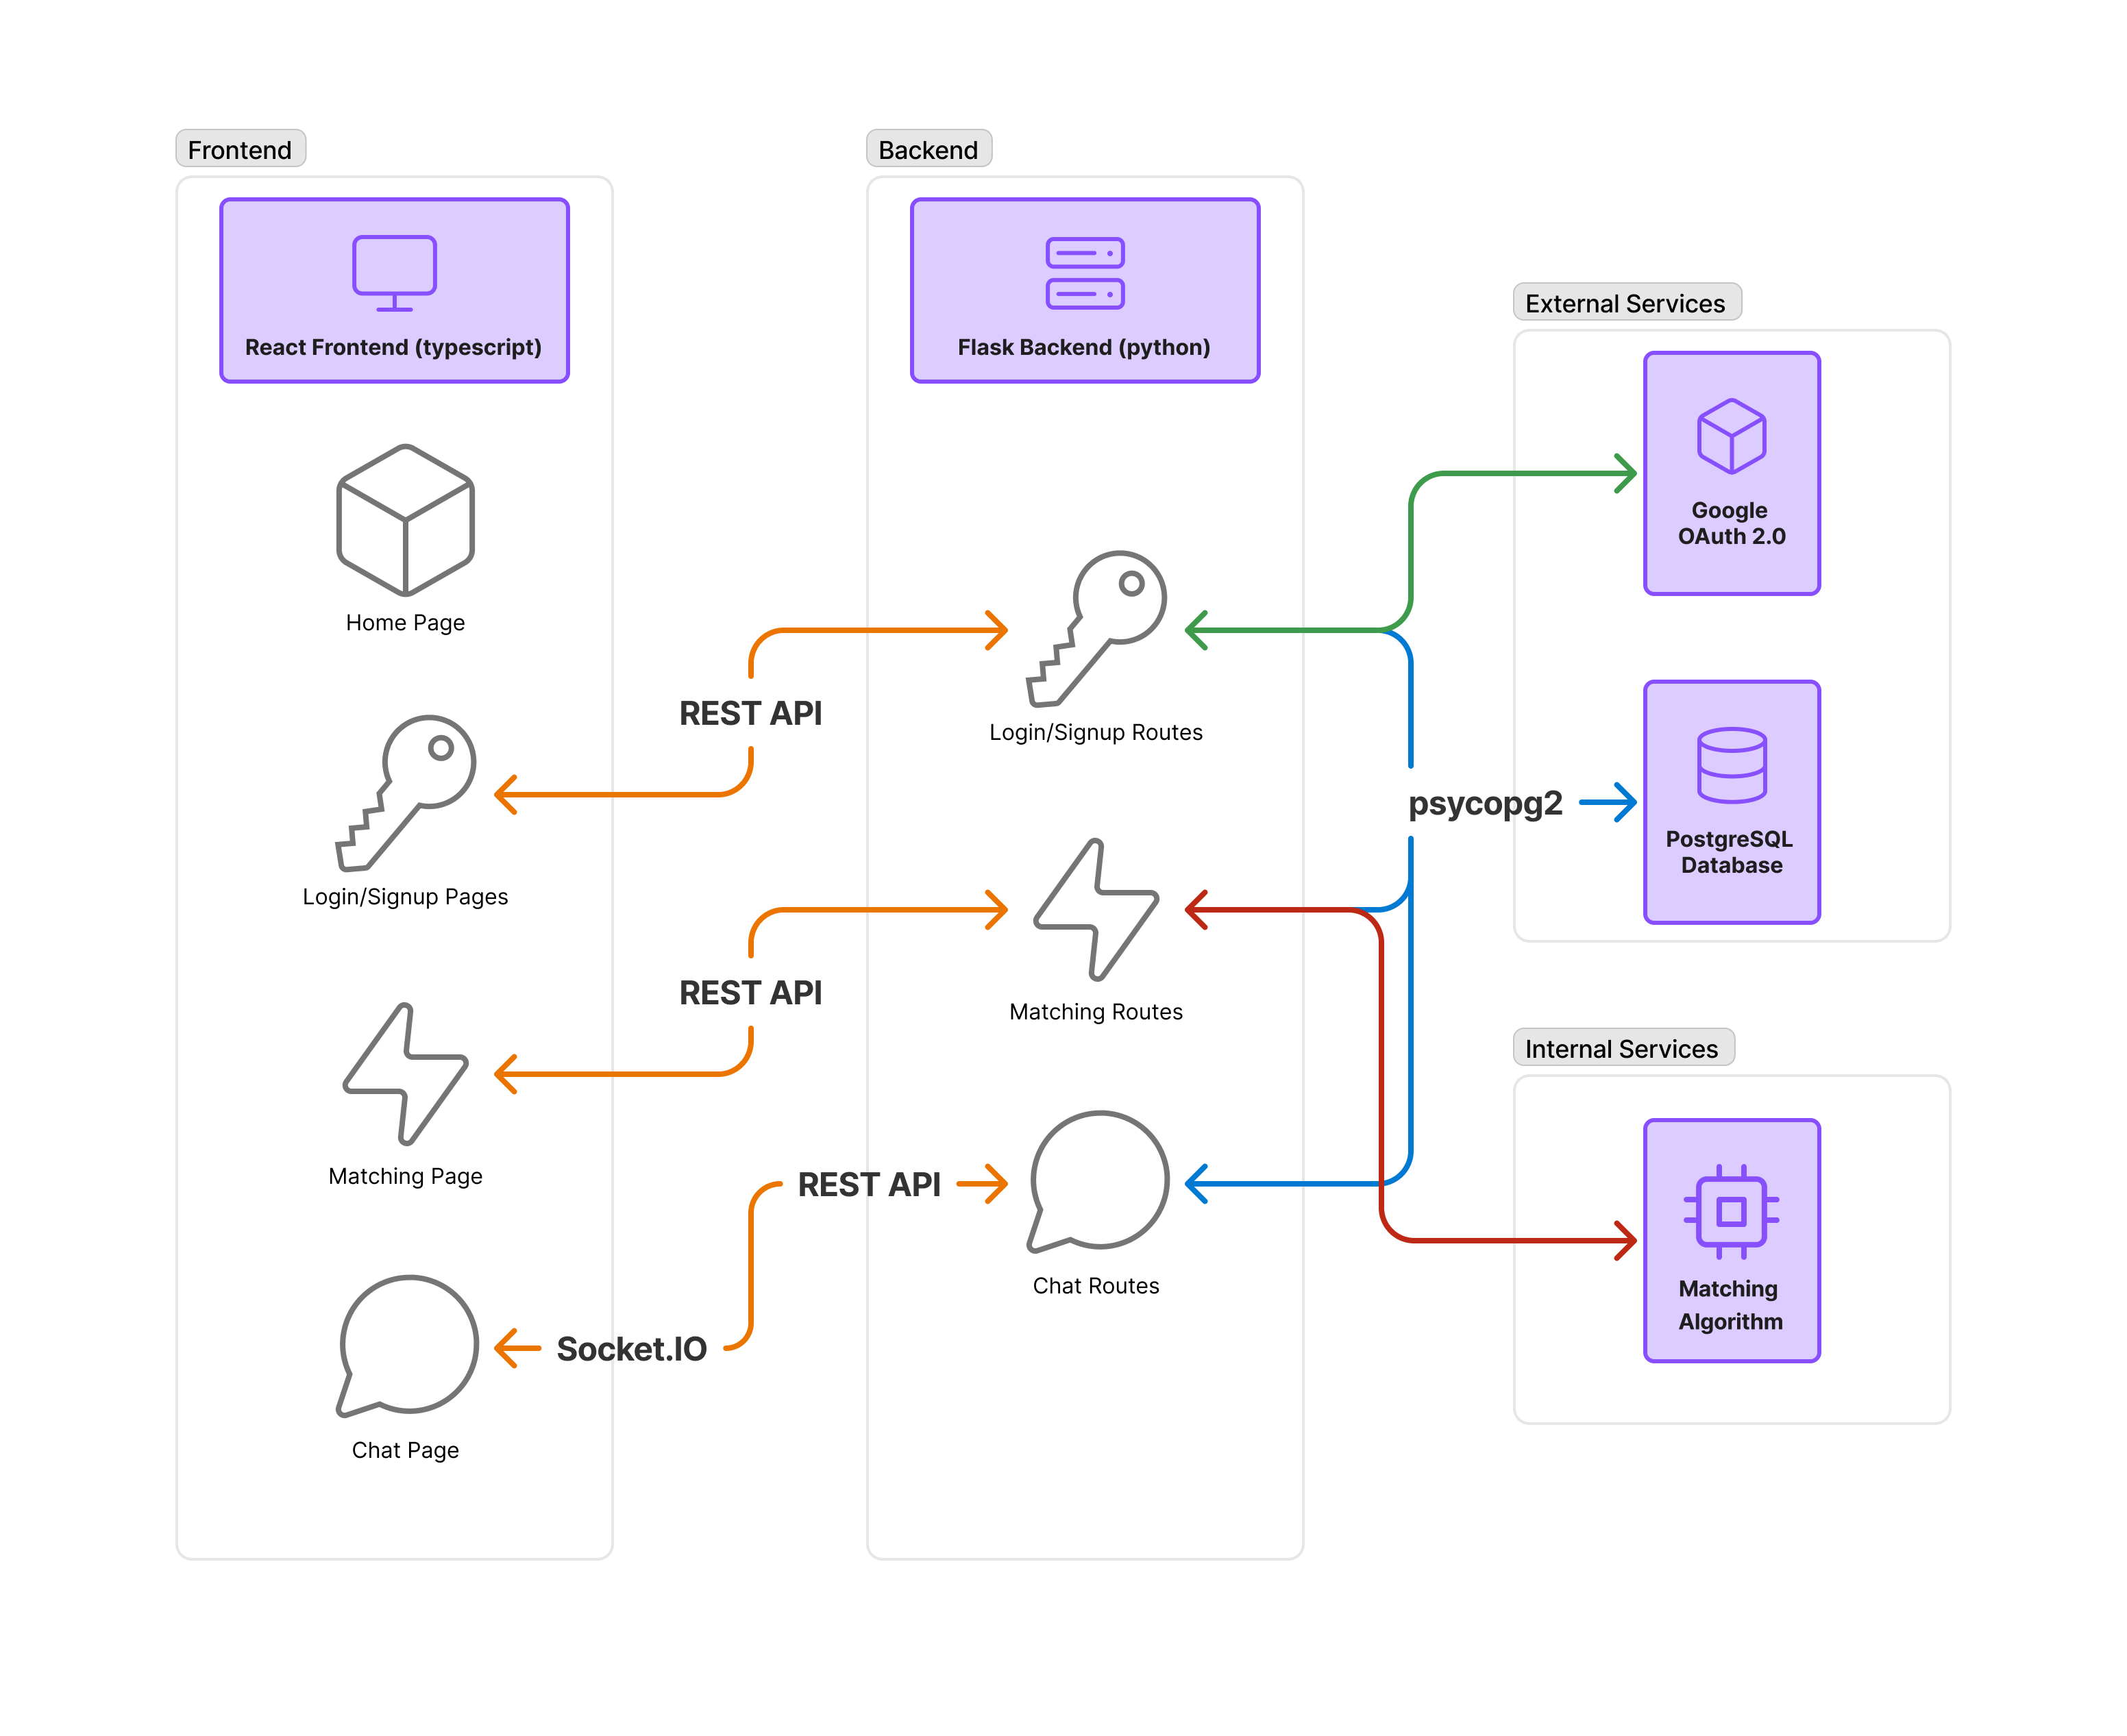 Frontend
React Frontend (typescript)
Home Page
Login/Signup Pages
Matching Page
Chat Page
REST API
REST API
REST API
Socket.IO
Backend
Flask Backend (python)
Login/Signup Routes
Matching Routes
Chat Routes
psycopg2
External Services
Google
OAuth 2.0
PostgreSQL
Database
Internal Services
Matching
Algorithm